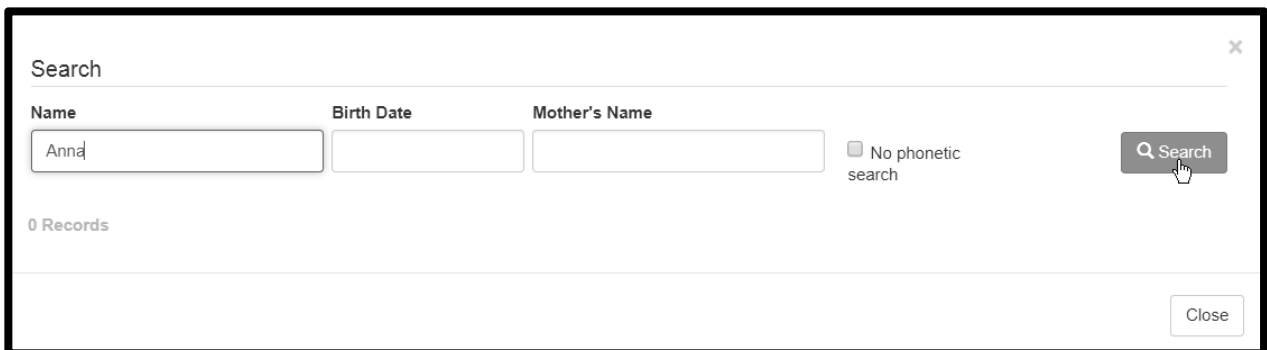 ×
Search
Name Birth Date Mother's Name
Anna
No phonetic
search
Search
0 Records
Close